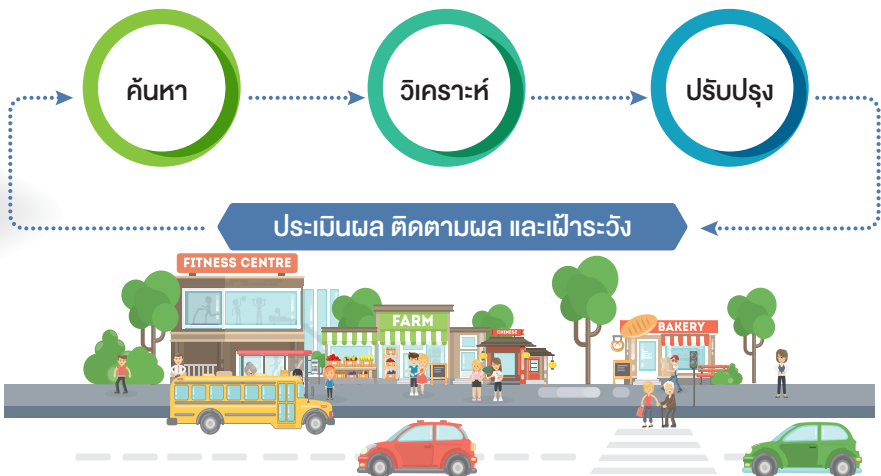 ค้นหา
วิเคราะห์
ปรับปรุง
ประเมินผล ติดตามผล และเฝ้าระวัง
FITNESS CENTRE
FARM
CHINESE
BAKERY